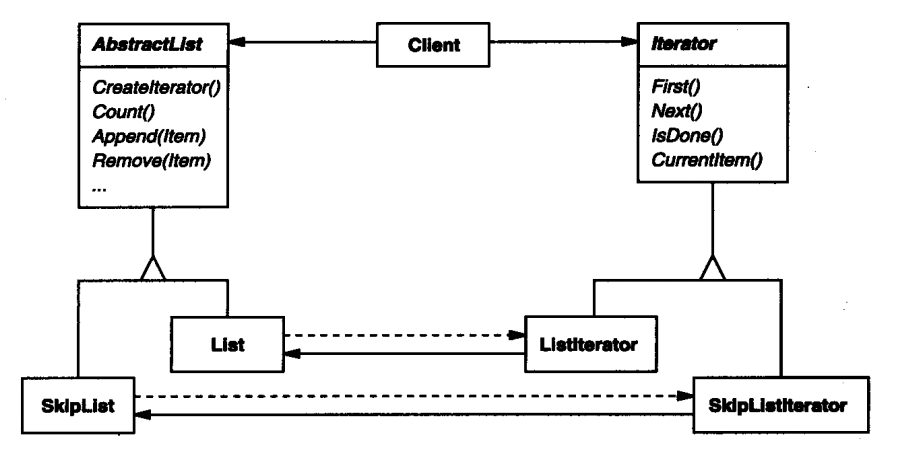 AbstractList
Client
Iterator
CreateIterator()
Count()
Append(Item)
Remove(Item)
...
First()
Next()
IsDone()
CurrentItem()
List
ListIterator
SkipList
SkipListIterator